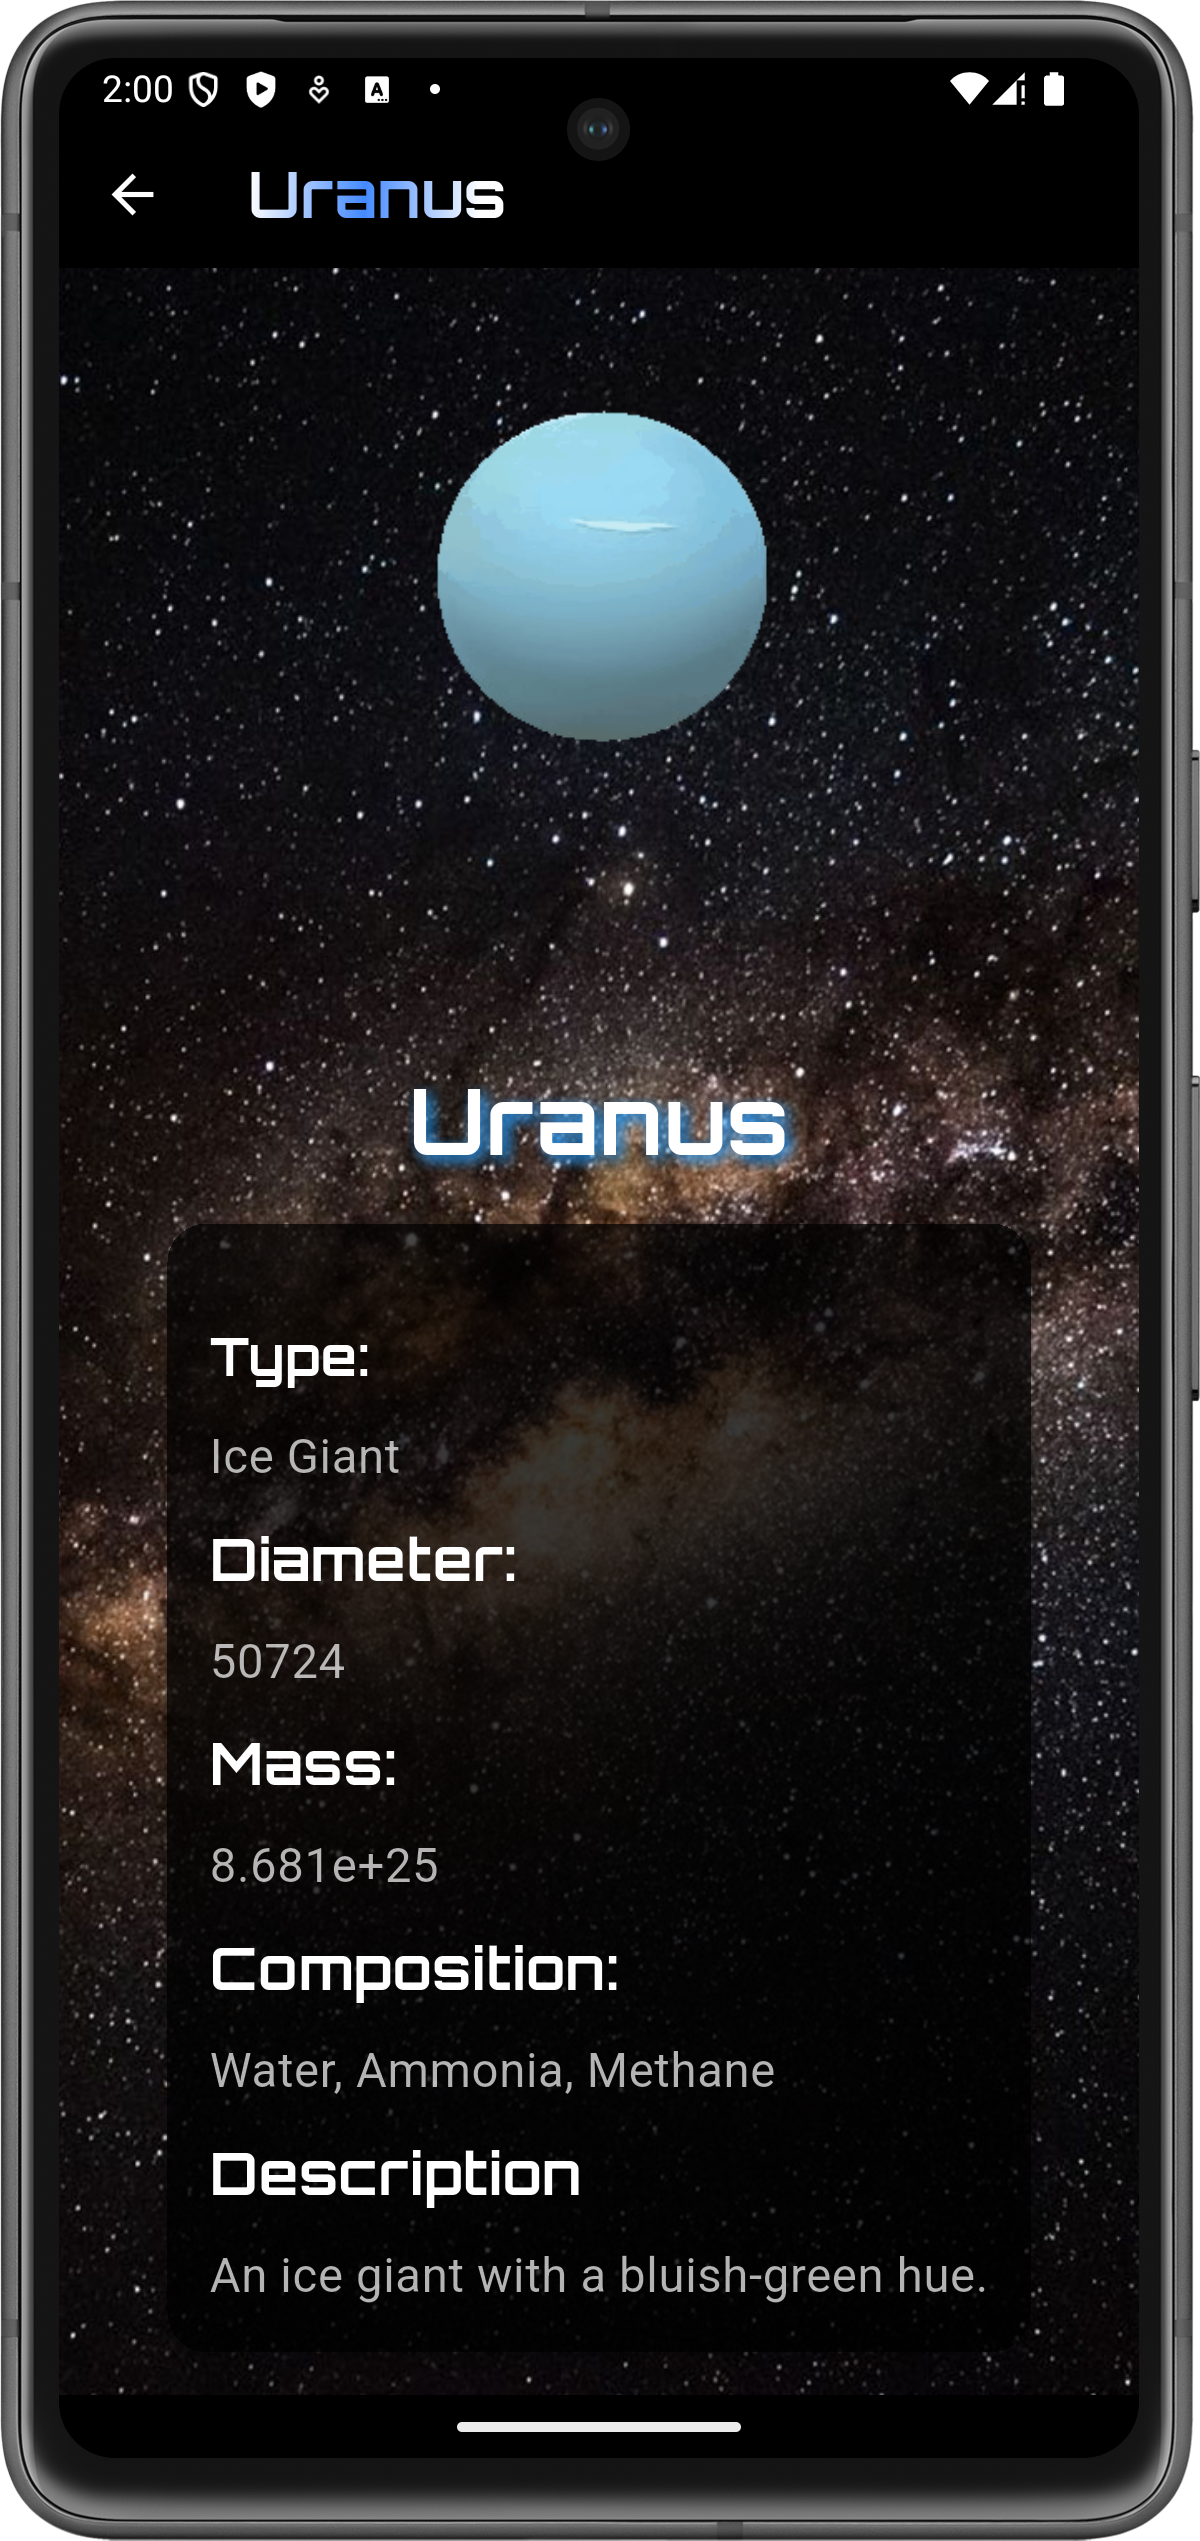 2:00
Uranus
Uranus
Type:
Ice Giant
Diameter:
50724
Mass:
8.681e+25
Composition:
Water, Ammonia, Methane
Description
An ice giant with a bluish-green hue.